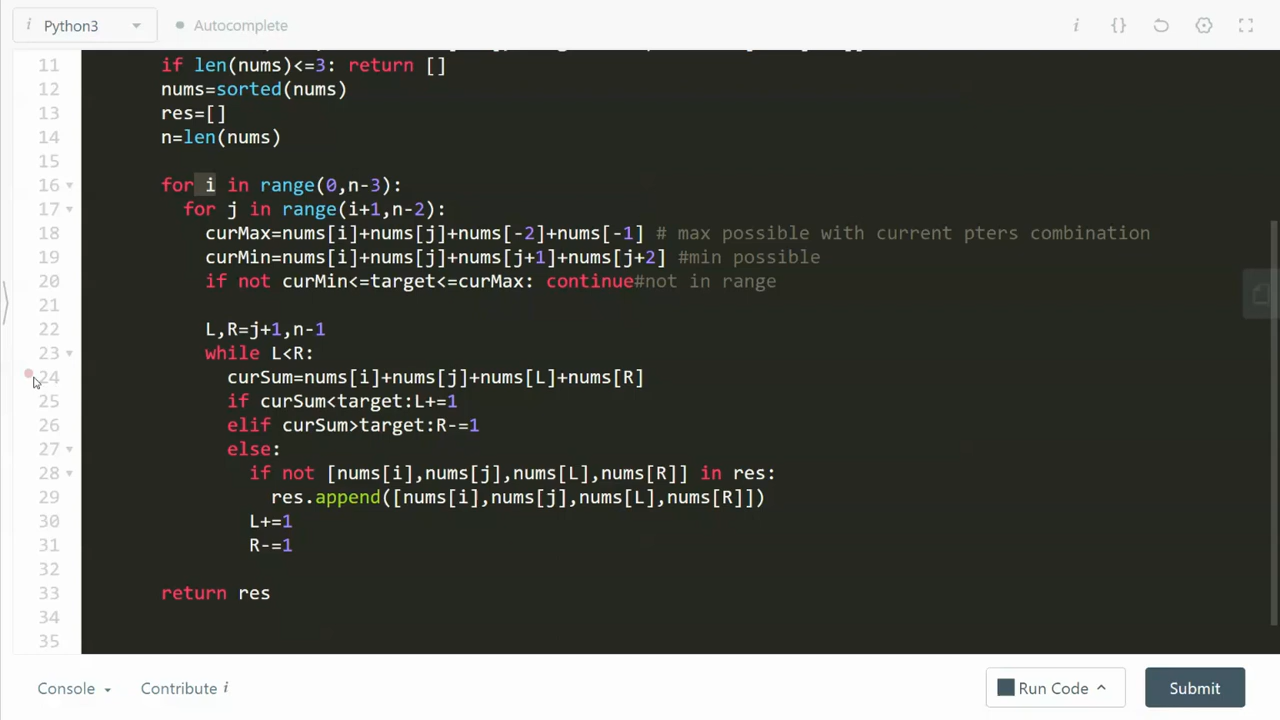 i Python3 Autocomplete i {}
11 if len(nums)<=3: return []
12 nums=sorted(nums)
13 res=[]
14 n=len(nums)
15
16 for i in range(0,n-3):
17 for j in range(i+1,n-2):
18 curMax=nums[i]+nums[j]+nums[-2]+nums[-1] # max possible with current pters combination
19 curMin=nums[i]+nums[j]+nums[j+1]+nums[j+2] #min possible
20 if not curMin<=target<=curMax: continue#not in range
21
22 L,R=j+1,n-1
23 while L<R:
24 curSum=nums[i]+nums[j]+nums[L]+nums[R]
25 if curSum<target:L+=1
26 elif curSum>target:R-=1
27 else:
28 if not [nums[i],nums[j],nums[L],nums[R]] in res:
29 res.append([nums[i],nums[j],nums[L],nums[R]])
30 L+=1
31 R-=1
32
33 return res
34
35
Console Contribute i Run Code Submit